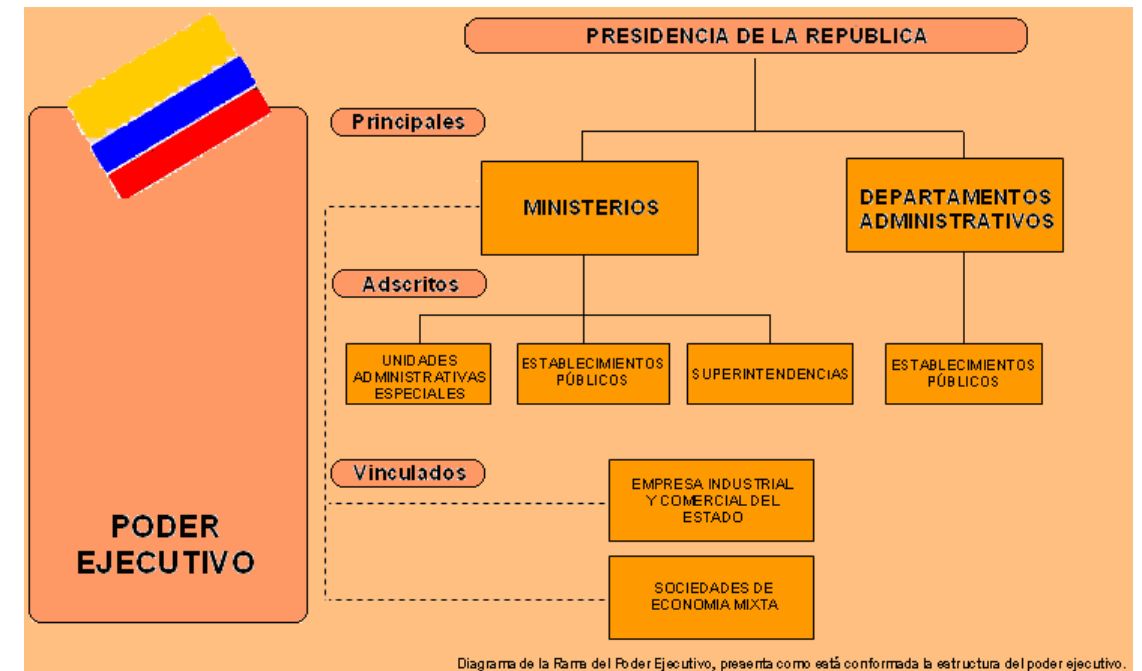 PRESIDENCIA DE LA REPÚBLICA
Principales
MINISTERIOS
DEPARTAMENTOS
ADMINISTRATIVOS
Adscritos
UNIDADES
ADMINISTRATIVAS
ESPECIALES
ESTABLECIMIENTOS
PÚBLICOS
SUPERINTENDENCIAS
ESTABLECIMIENTOS
PÚBLICOS
Vinculados
EMPRESA INDUSTRIAL
Y COMERCIAL DEL
ESTADO
SOCIEDADES DE
ECONOMIA MIXTA
PODER
EJECUTIVO
Diagrama de la Rama del Poder Ejecutivo, presenta como está conformada la estructura del poder ejecutivo.